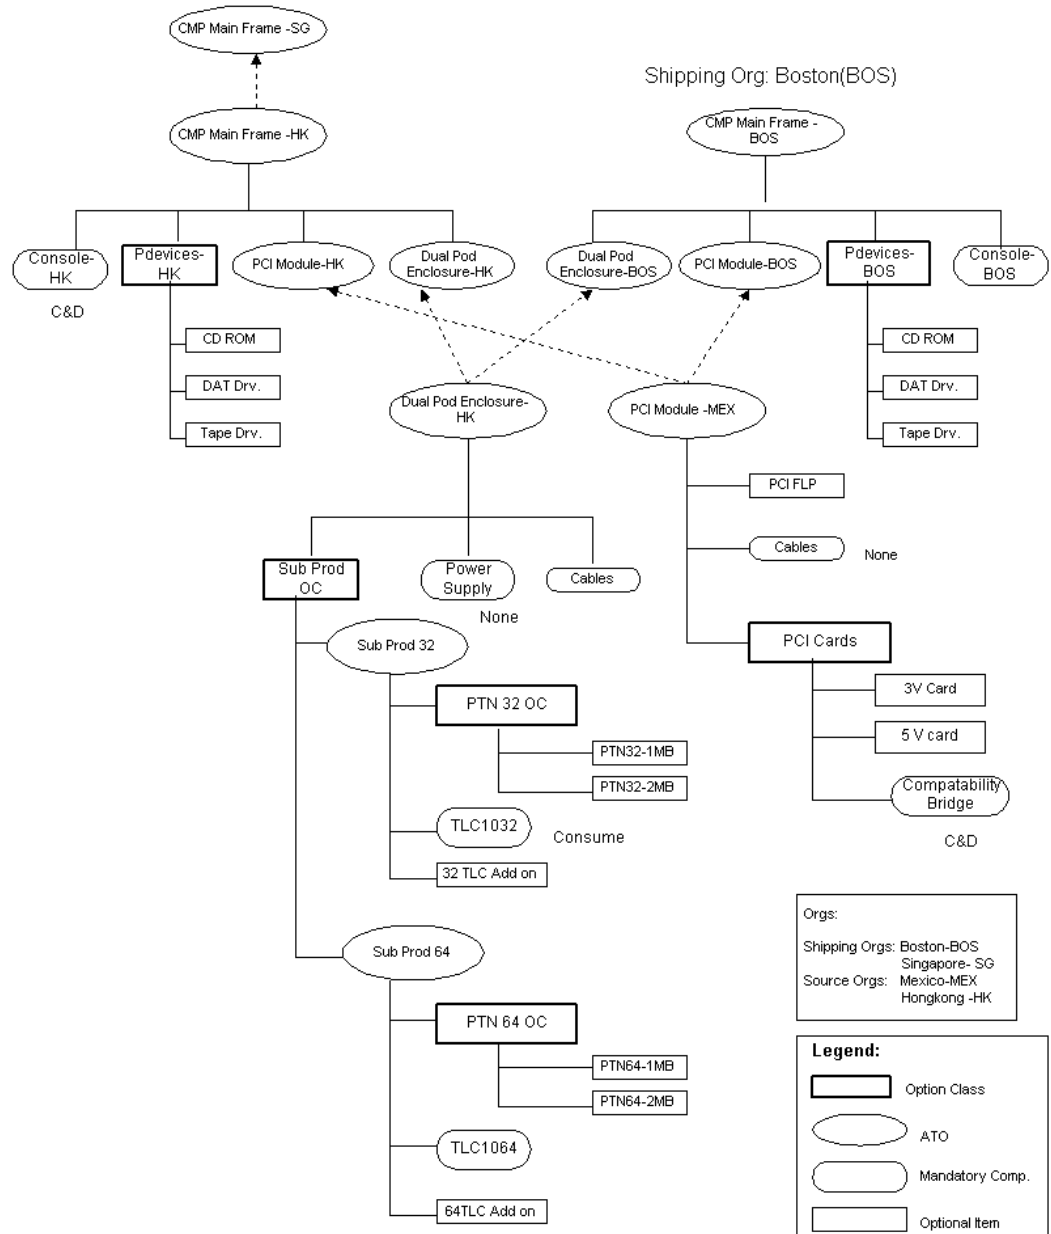 CMP Main Frame -SG
Shipping Org: Boston(BOS)
CMP Main Frame -HK
CMP Main Frame -
BOS
Console-
HK
Pdevices-
HK
PCI Module-HK
Dual Pod
Enclosure-HK
Dual Pod
Enclosure-BOS
PCI Module-BOS
Pdevices-
BOS
Console-
BOS
C&D
CD ROM
DAT Drv.
Tape Drv.
CD ROM
DAT Drv.
Tape Drv.
Dual Pod Enclosure-
HK
PCI Module -MEX
PCI FLP
Cables
None
Sub Prod
OC
Power
Supply
Cables
None
Sub Prod 32
PCI Cards
PTN 32 OC
3V Card
5 V card
PTN32-1MB
PTN32-2MB
Compatability
Bridge
C&D
TLC1032
Consume
32 TLC Add on
Sub Prod 64
PTN 64 OC
PTN64-1MB
PTN64-2MB
TLC1064
64TLC Add on
Orgs:
Shipping Orgs: Boston-BOS
Singapore- SG
Source Orgs: Mexico-MEX
Hongkong -HK
Legend:
Option Class
ATO
Mandatory Comp.
Optional Item